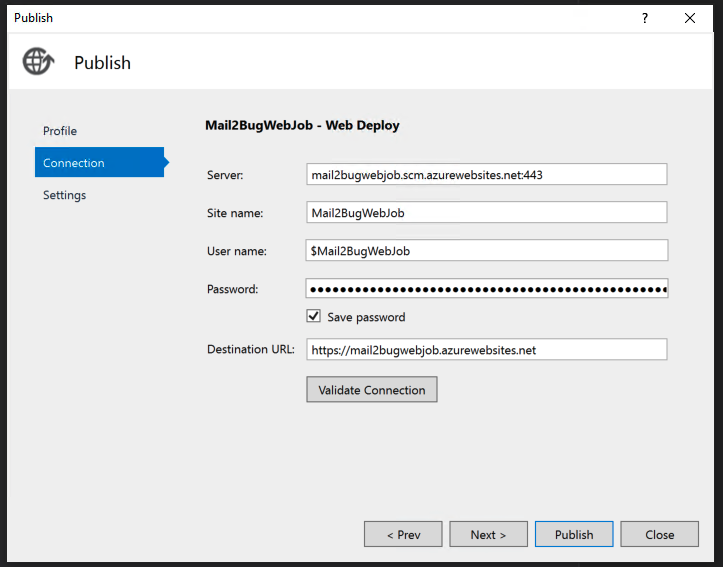 Publish
?
Publish
Profile
Connection
Settings
Mail2BugWebJob - Web Deploy
Server: mail2bugwebjob.scm.azurewebsites.net:443
Site name: Mail2BugWebJob
User name: $Mail2BugWebJob
Password:
Save password
Destination URL: https://mail2bugwebjob.azurewebsites.net
Validate Connection
< Prev Next > Publish Close